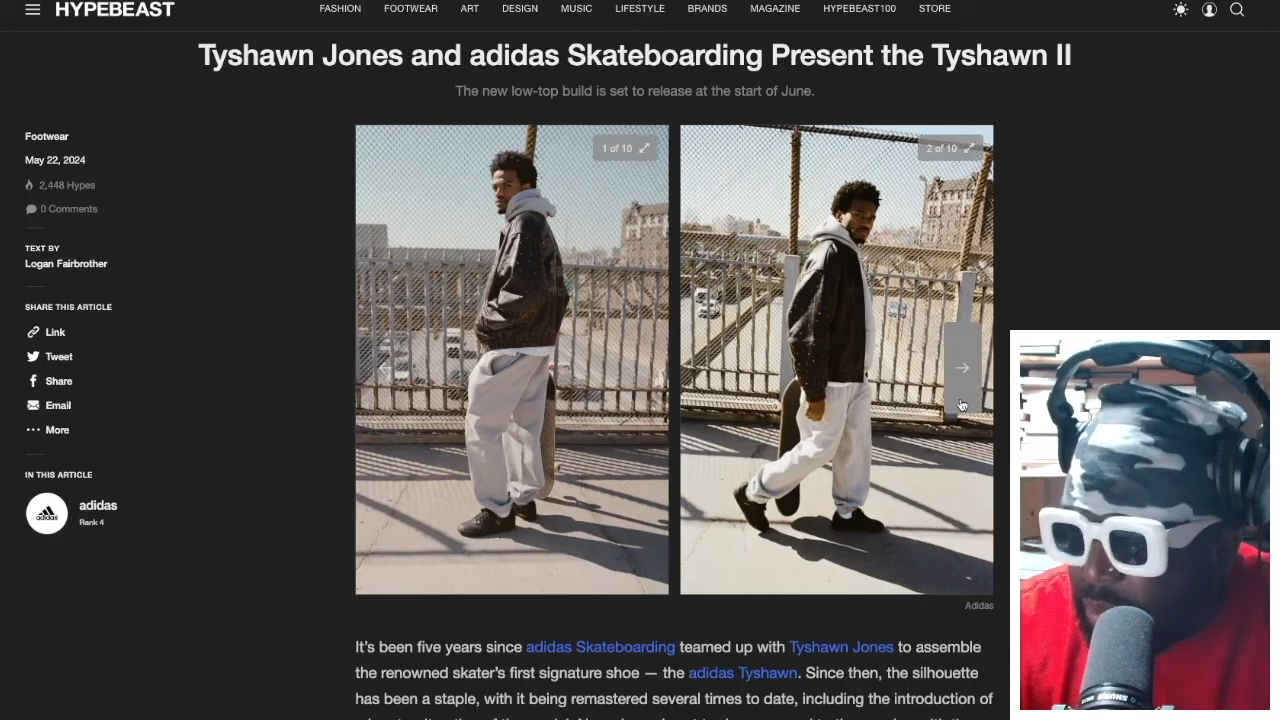 HYPEBEAST
FASHION FOOTWEAR ART DESIGN MUSIC LIFESTYLE BRANDS MAGAZINE HYPEBEAST100 STORE
Tyshawn Jones and adidas Skateboarding Present the Tyshawn II
The new low-top build is set to release at the start of June.
Footwear
May 22, 2024
2,448 Hypes
0 Comments
TEXT BY
Logan Fairbrother
SHARE THIS ARTICLE
Link
Tweet
Share
Email
More
IN THIS ARTICLE
adidas
adidas
Rank 4
1 of 10
2 of 10
Adidas
It's been five years since adidas Skateboarding teamed up with Tyshawn Jones to assemble
the renowned skater's first signature shoe — the adidas Tyshawn. Since then, the silhouette
has been a staple, with it being remastered several times to date, including the introduction of